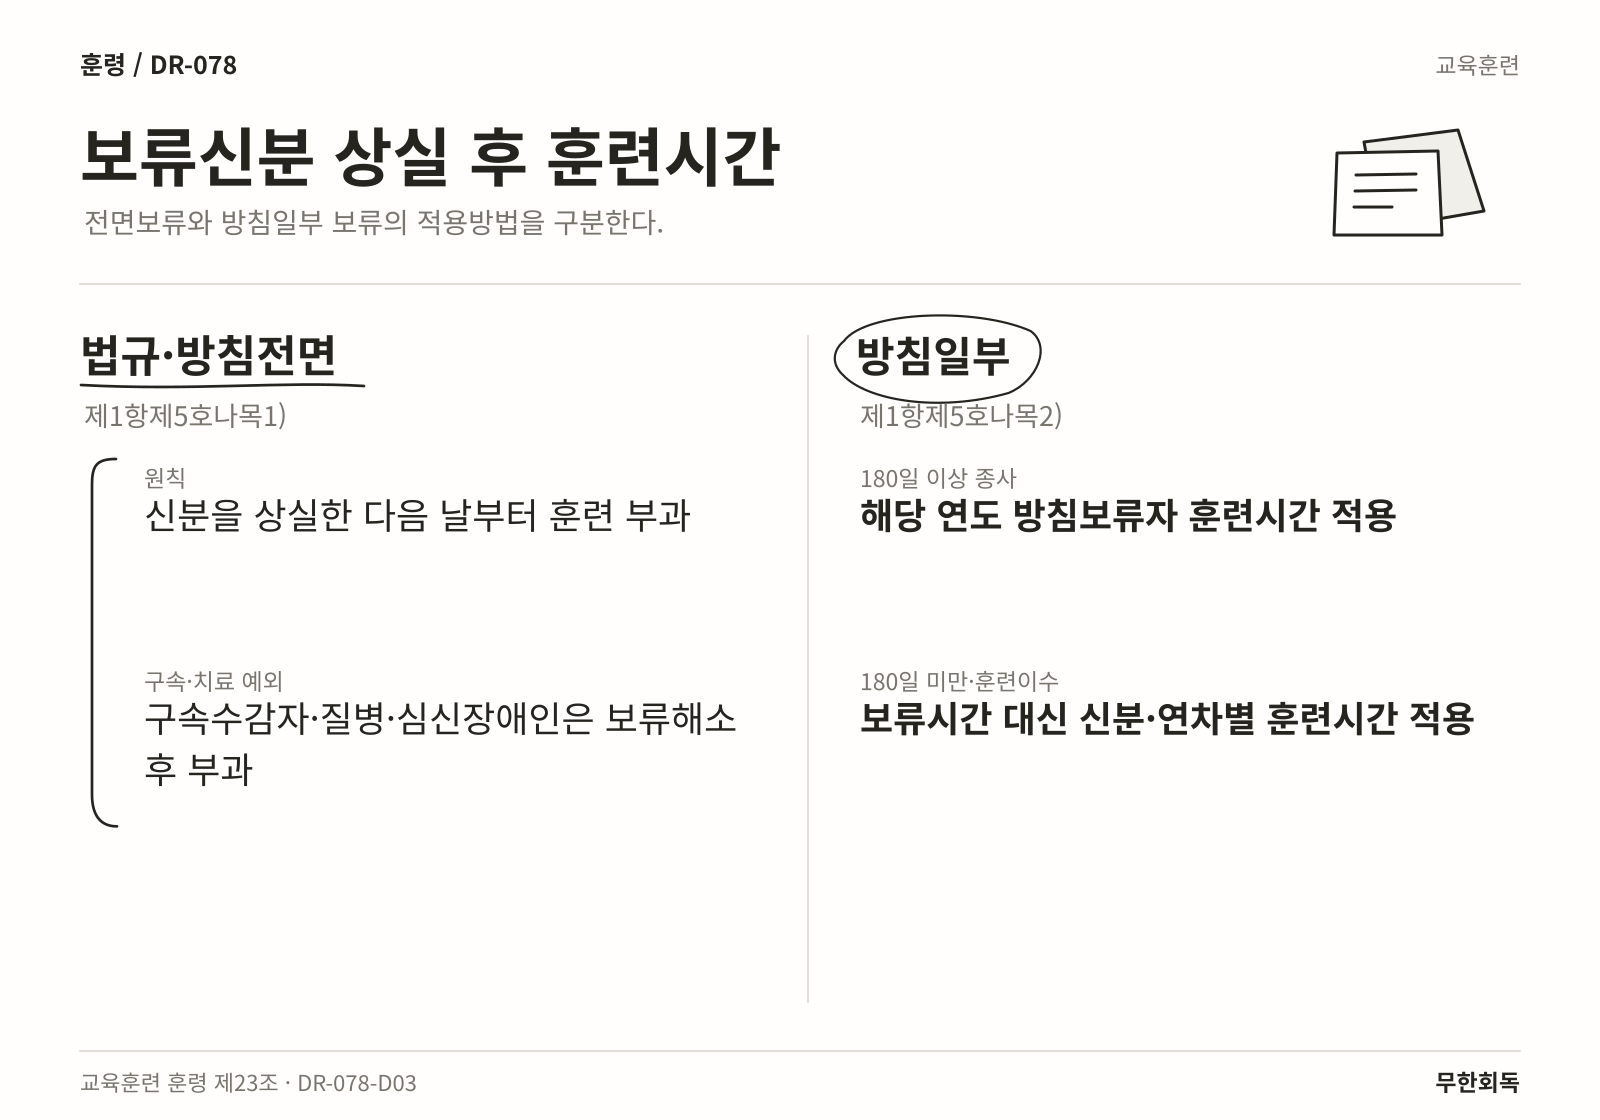 훈령 / DR-078
교육훈련
보류신분 상실 후 훈련시간
전면보류와 방침일부 보류의 적용방법을 구분한다.
법규·방침전면
제1항제5호나목1)
원칙
신분을 상실한 다음 날부터 훈련 부과
구속·치료 예외
구속수감자·질병·심신장애인은 보류해소
후 부과
방침일부
제1항제5호나목2)
180일 이상 종사
해당 연도 방침보류자 훈련시간 적용
180일 미만·훈련이수
보류시간 대신 신분·연차별 훈련시간 적용
교육훈련 훈령 제23조 · DR-078-D03
무한회독